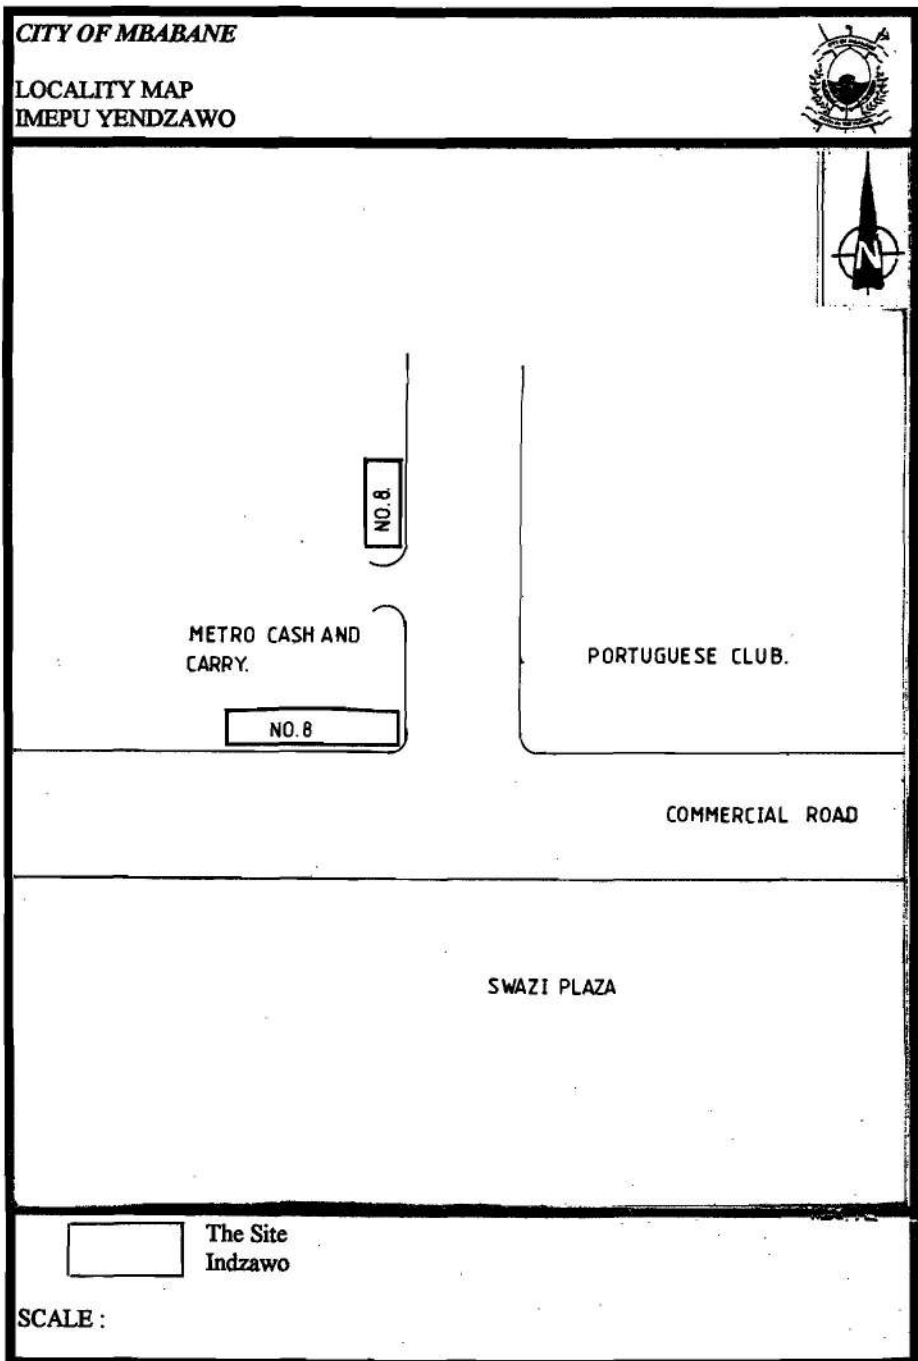 CITY OF MBABANE
LOCALITY MAP
IMEPU YENDZAWO
N
NO.8.
METRO CASH AND
CARRY.
PORTUGUESE CLUB.
NO.8
COMMERCIAL ROAD
SWAZI PLAZA
The Site
Indzawo
SCALE :